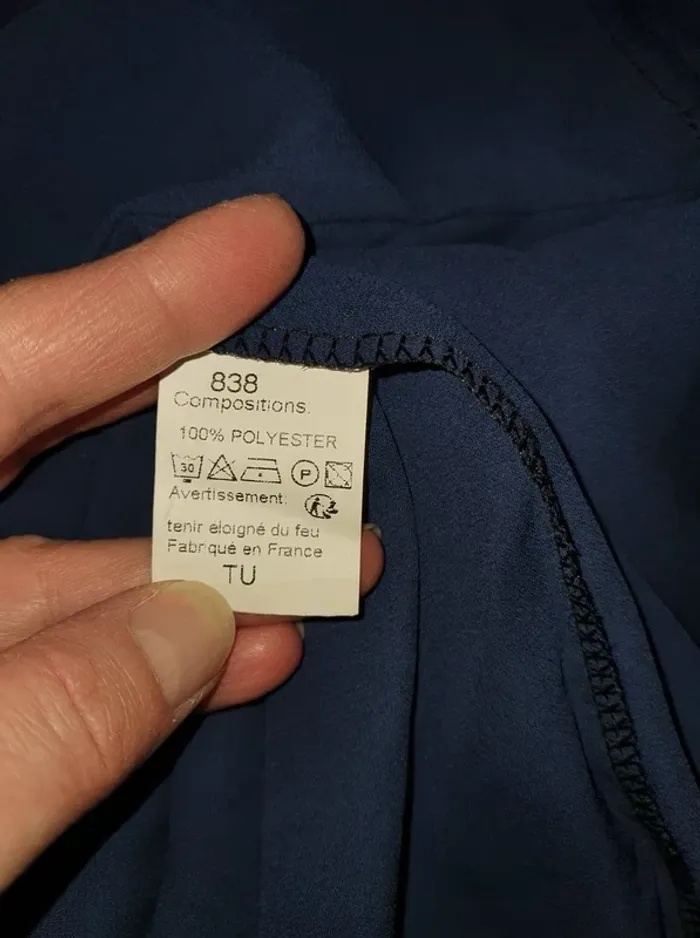 838
Compositions:
100% POLYESTER
30 P
Avertissement:
tenir eloigné du feu
Fabriqué en France
TU